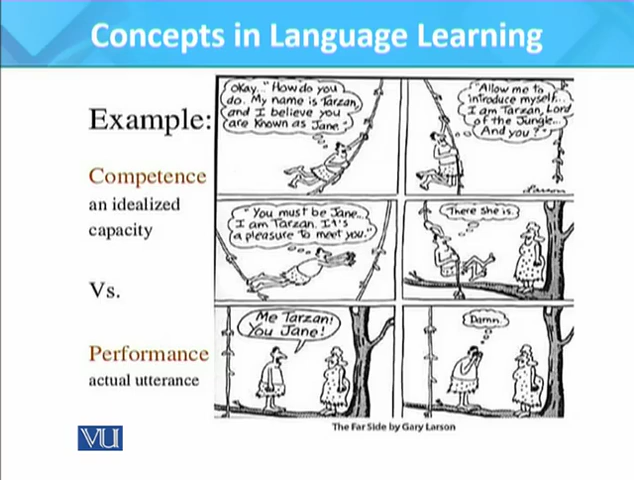 Concepts in Language Learning
Example:
Competence
an idealized
capacity
Vs.
Performance
actual utterance
Okay.. "How do you
do. My name is Tarzan,
and I believe you
are known as Jane."
"Allow me to
introduce myself...
I am Tarzan, Lord
of the Jungle...
And you?"
Larson
"You must be Jane...
I am Tarzan. It's
a pleasure to meet you."
There she is.
Me Tarzan!
You Jane!
Damn.
The Far Side by Gary Larson
VU